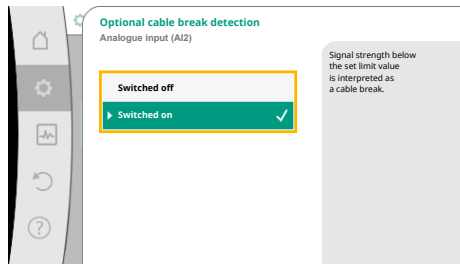 Optional cable break detection
Analogue input (AI2)
Signal strength below
the set limit value
is interpreted as
a cable break.
Switched off
Switched on
?